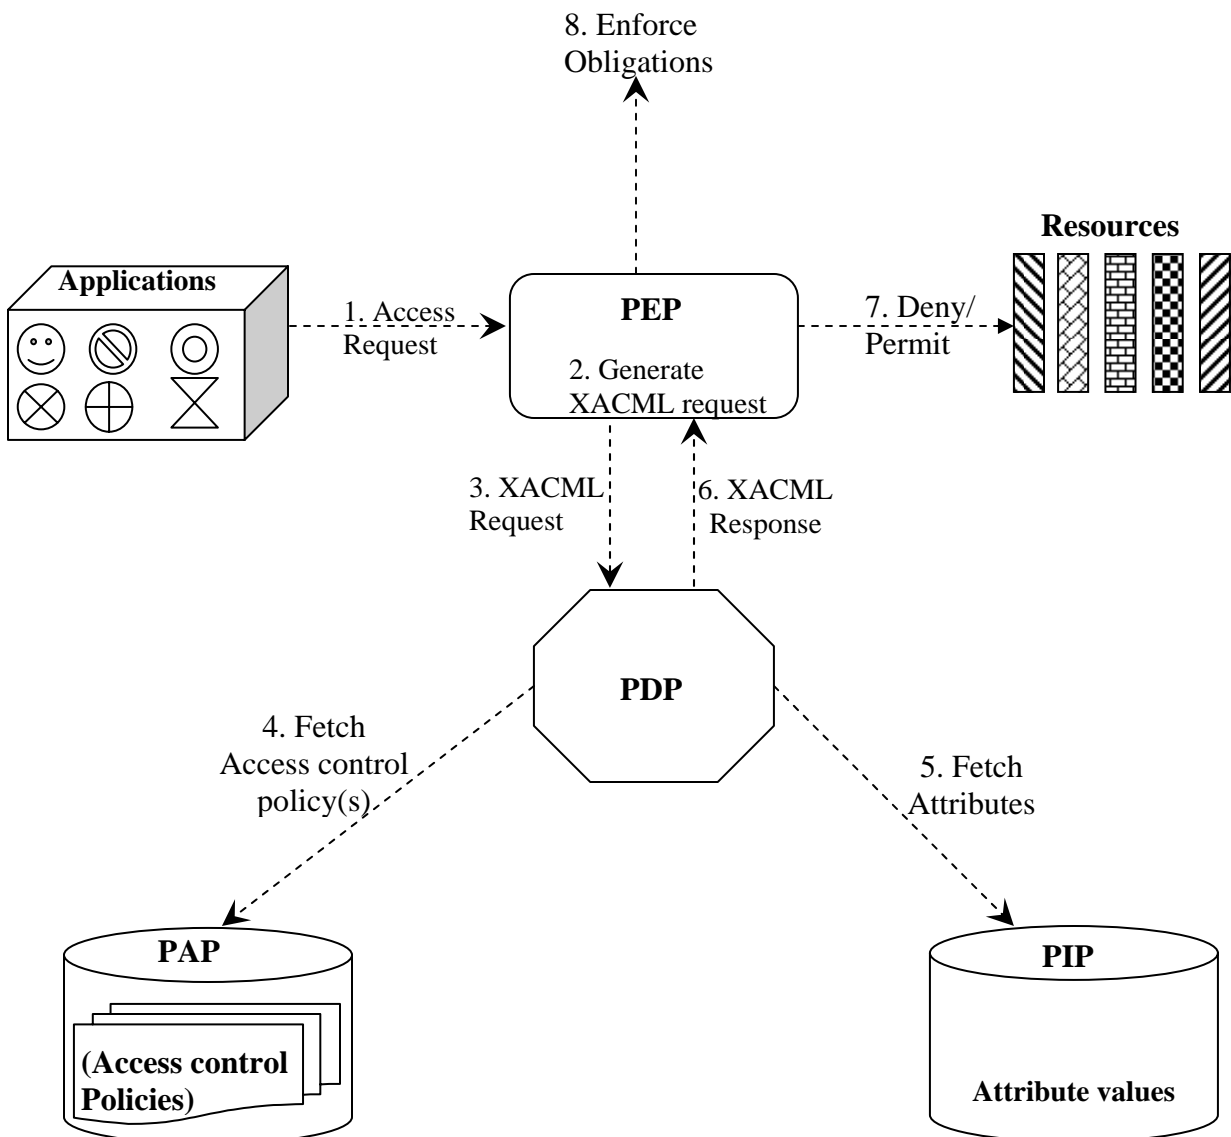 8. Enforce
Obligations
Resources
Applications
1. Access
Request
PEP
7. Deny/
Permit
2. Generate
XACML request
3. XACML
Request
6. XACML
Response
PDP
4. Fetch
Access control
policy(s)
5. Fetch
Attributes
PAP
(Access control
Policies)
PIP
Attribute values